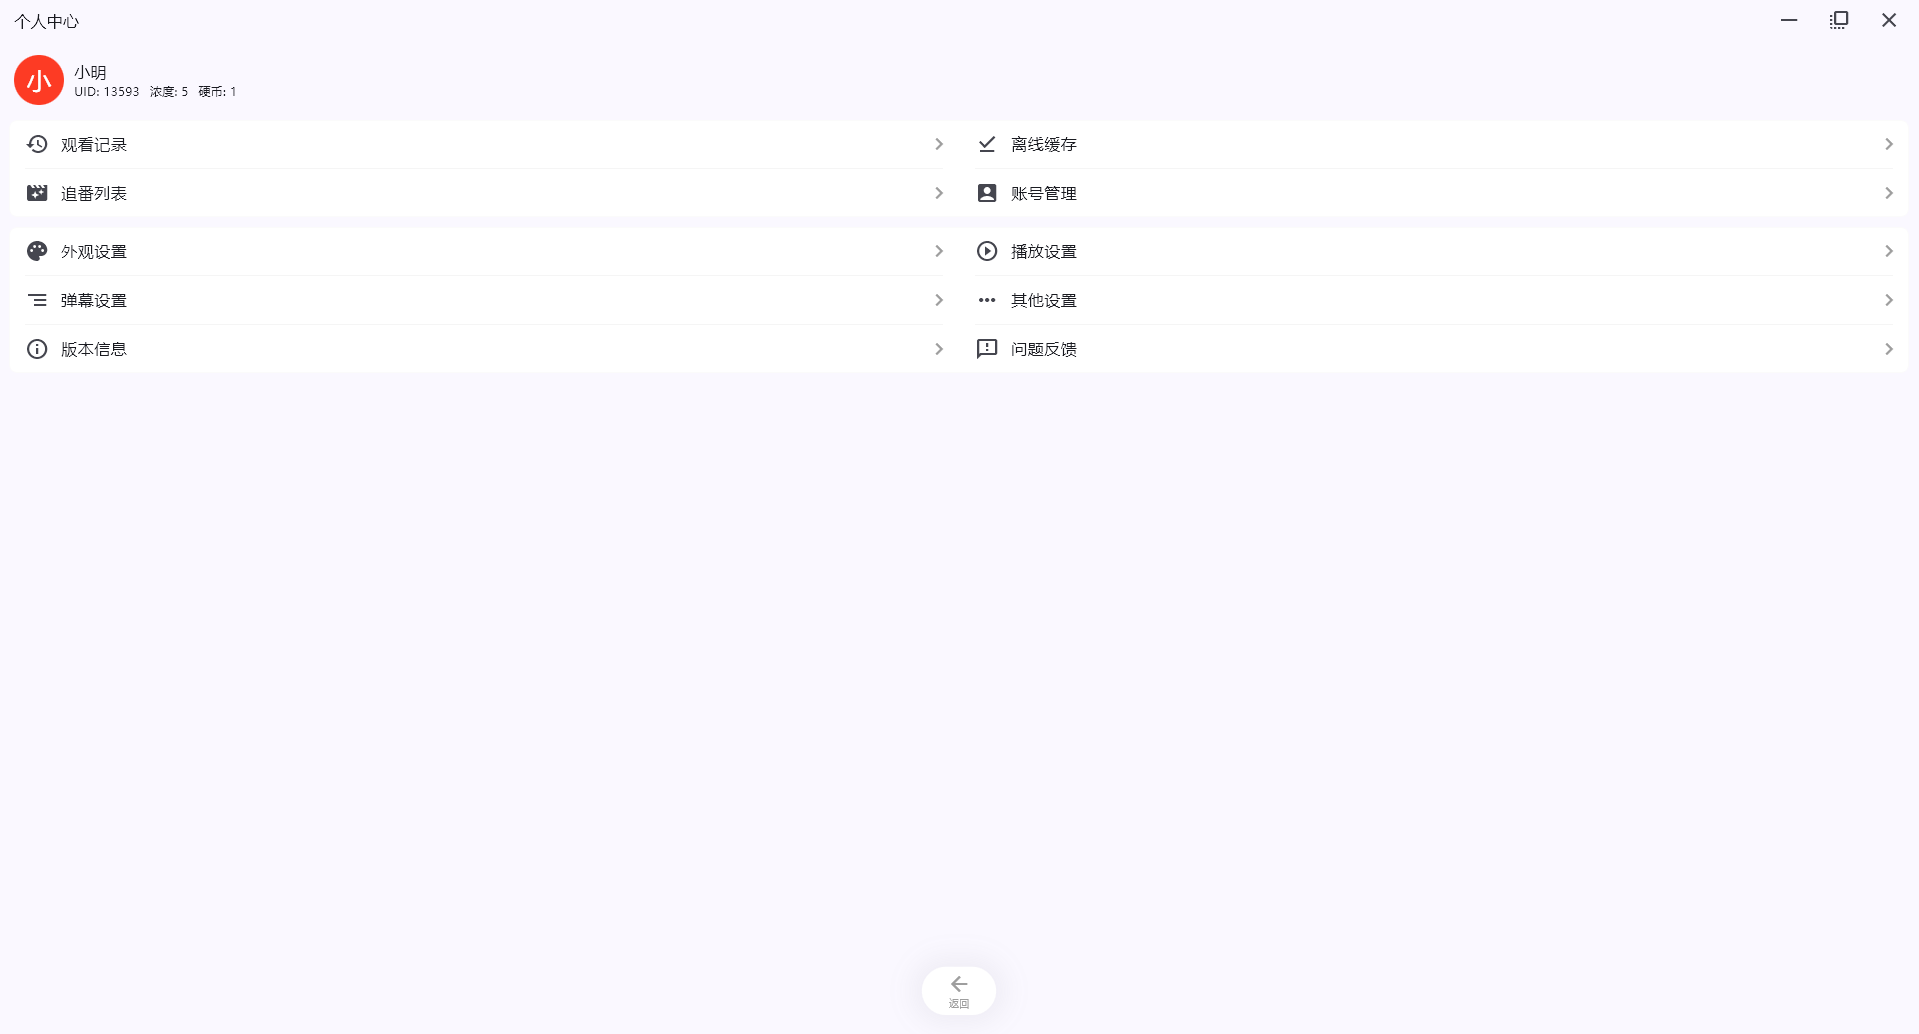 个人中心
小
小明
UID: 13593 浓度: 5 硬币: 1
观看记录
离线缓存
追番列表
账号管理
外观设置
播放设置
弹幕设置
其他设置
版本信息
问题反馈
返回